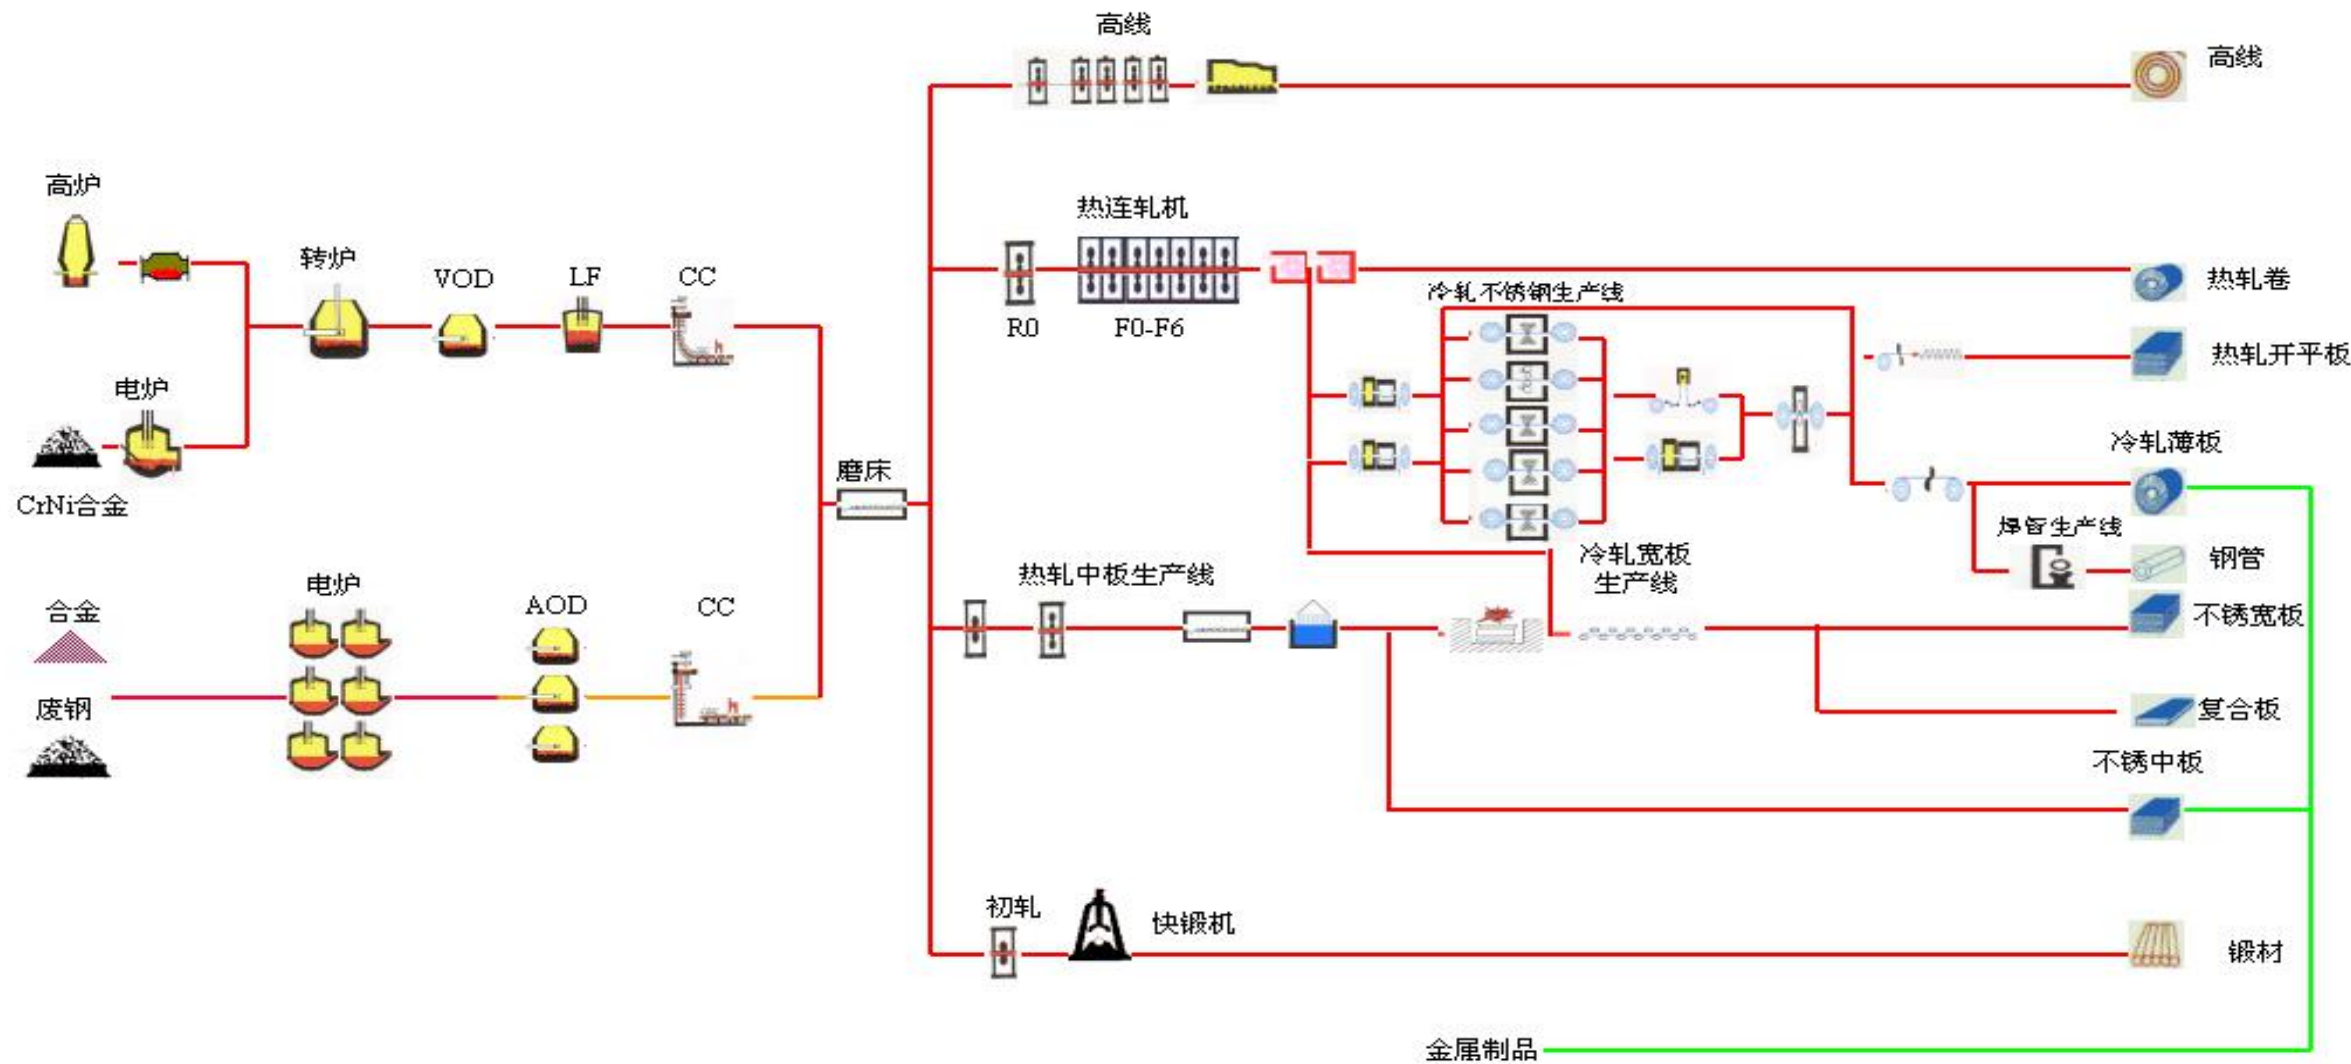 高线
高线
高炉
热连轧机
转炉
VOD
LF
CC
热轧卷
冷轧不锈钢生产线
R0
F0-F6
热轧开平板
电炉
冷轧薄板
磨床
CrNi合金
焊管生产线
钢管
冷轧宽板
生产线
热轧中板生产线
电炉
AOD
CC
合金
不锈宽板
废钢
复合板
不锈中板
初轧
快锻机
锻材
金属制品